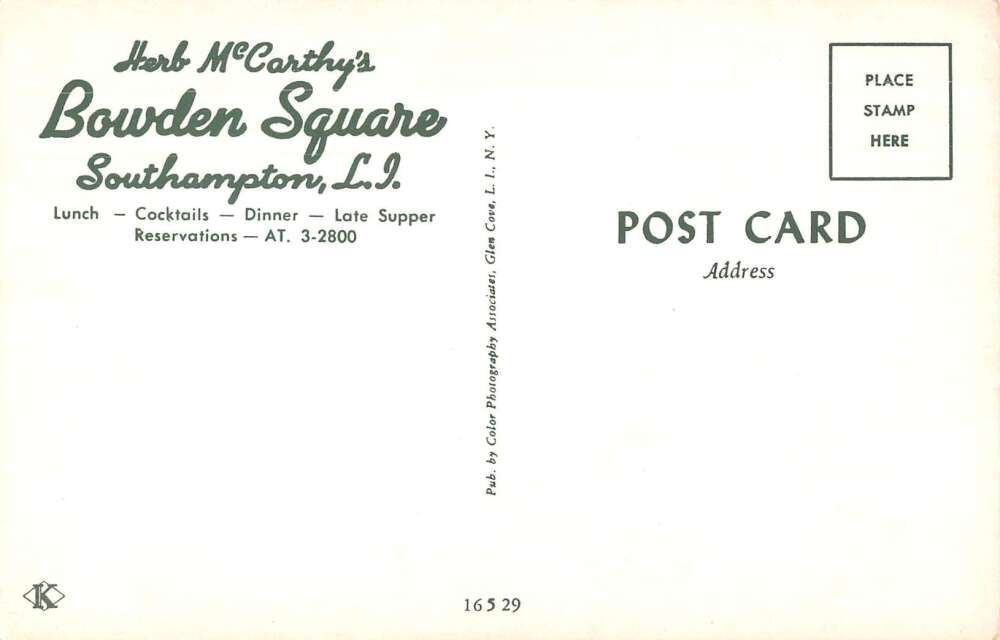 Herb McCarthy's
Bowden Square
Southampton, L.I.
Lunch — Cocktails — Dinner — Late Supper
Reservations — AT. 3-2800
Pub. by Color Photography Associates, Glen Cove, L. I., N. Y.
PLACE
STAMP
HERE
POST CARD
Address
K
16529